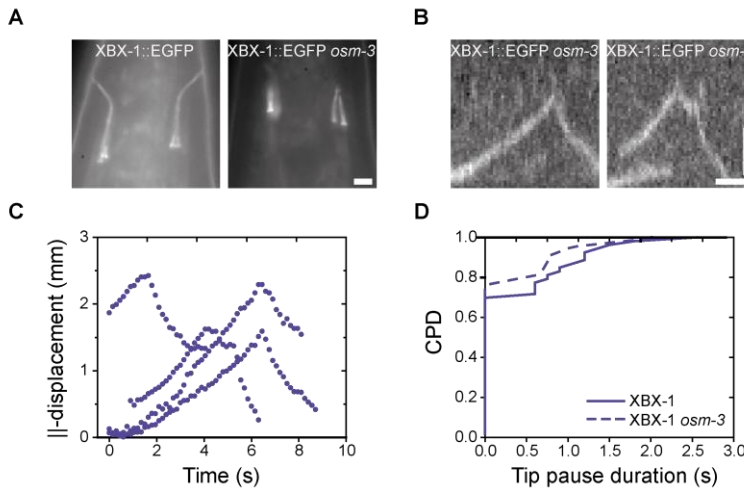 A
B
XBX-1::EGFP
XBX-1::EGFP osm-3
XBX-1::EGFP osm-3
XBX-1::EGFP osm-
C
D
||-displacement (mm)
3
2
1
0
0
2
4
6
8
10
Time (s)
CPD
1.0
0.8
0.6
0.4
0.2
0.0
XBX-1
XBX-1 osm-3
0.0
0.5
1.0
1.5
2.0
2.5
3.0
Tip pause duration (s)